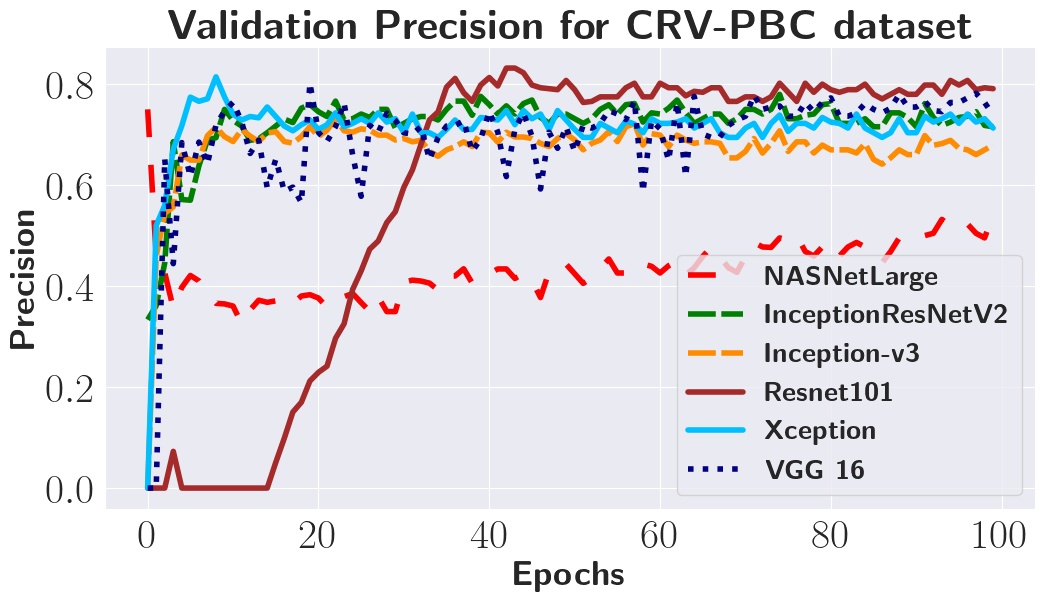 Validation Precision for CRV-PBC dataset
Precision
0.8
0.6
0.4
0.2
0.0
0 20 40 60 80 100
Epochs
NASNetLarge
InceptionResNetV2
Inception-v3
Resnet101
Xception
VGG 16